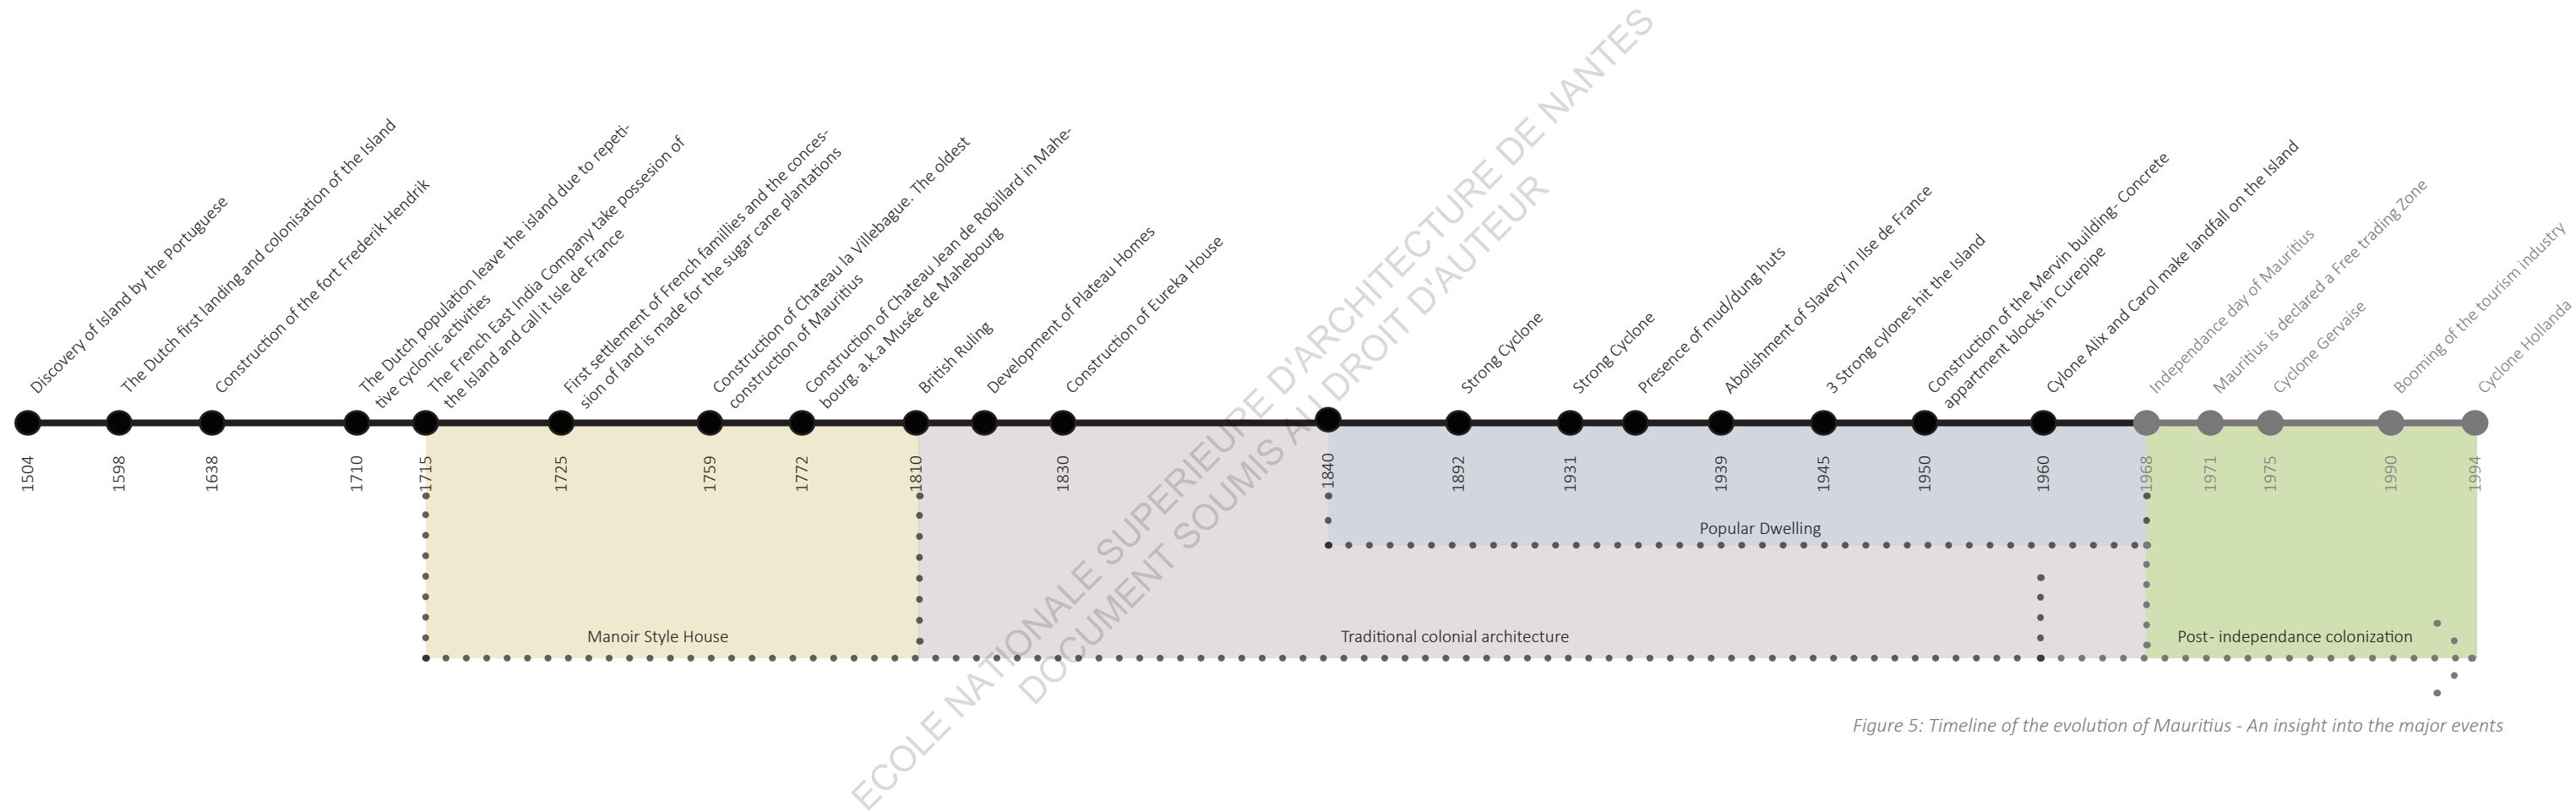 Discovery of Island by the Portuguese
The Dutch first landing and colonisation of the Island
Construction of the fort Frederik Hendrik
The Dutch population leave the island due to repeti-
tive cyclonic activities
The French East India Company take possesion of
the Island and call it Isle de France
First settlement of French famillies and the conces-
sion of land is made for the sugar cane plantations
Construction of Chateau la Villebague. The oldest
construction of Mauritius
Construction of Chateau Jean de Robillard in Mahe-
bourg. a.k.a Musée de Mahebourg
British Ruling
Development of Plateau Homes
Construction of Eureka House
Strong Cyclone
Strong Cyclone
Presence of mud/dung huts
Abolishment of Slavery in Ilse de France
3 Strong cylones hit the Island
Construction of the Mervin building- Concrete
appartment blocks in Curepipe
Cylone Alix and Carol make landfall on the Island
Independance day of Mauritius
Mauritius is declared a Free trading Zone
Cyclone Gervaise
Booming of the tourism industry
Cyclone Hollanda
1504
1598
1638
1710
1715
1725
1759
1772
1810
1830
1840
1892
1931
1939
1945
1950
1960
1968
1971
1975
1990
1994
Popular Dwelling
Manoir Style House
Traditional colonial architecture
Post- independance colonization
Figure 5: Timeline of the evolution of Mauritius - An insight into the major events
ECOLE NATIONALE SUPERIEURE D'ARCHITECTURE DE NANTES
DOCUMENT SOUMIS AU DROIT D'AUTEUR